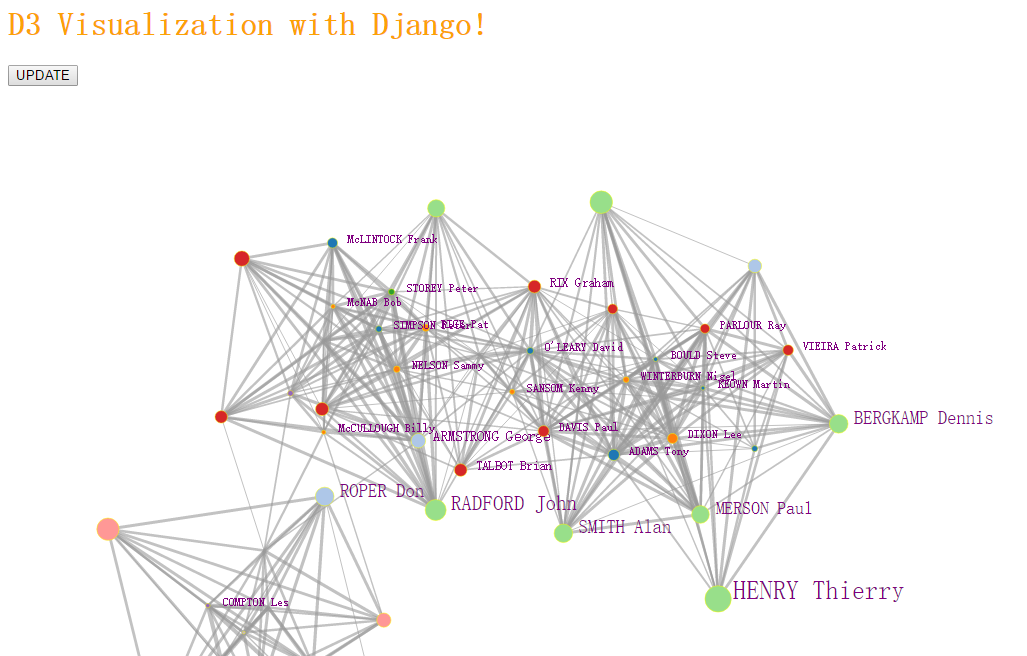 D3 Visualization with Django!
UPDATE
McLINTOCK Frank
RIX Graham
STOREY Peter
McNAB Bob
SIMPSON Peter
RICE Pat
PARLOUR Ray
O'LEARY David
VIEIRA Patrick
BOULD Steve
NELSON Sammy
WINTERBURN Nigel
KEOWN Martin
SANSOM Kenny
BERGKAMP Dennis
McCULLOUGH Billy
DAVIS Paul
ARMSTRONG George
DIXON Lee
ADAMS Tony
TALBOT Brian
ROPER Don
RADFORD John
MERSON Paul
SMITH Alan
HENRY Thierry
COMPTON Les